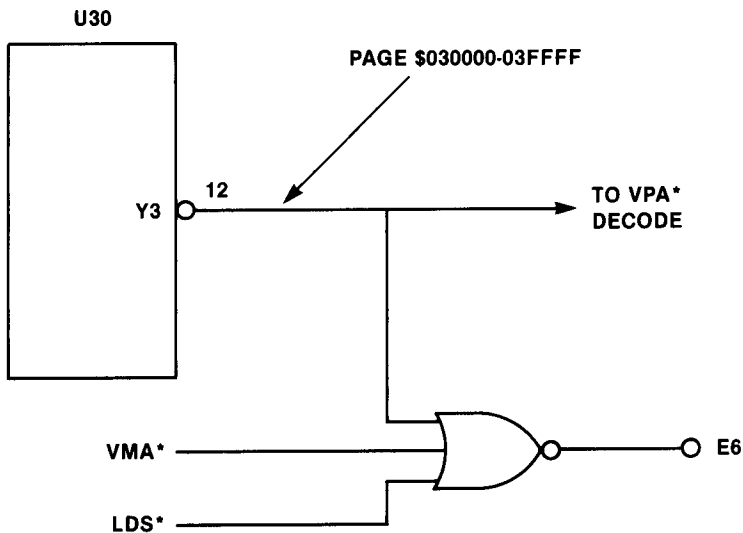 U30
PAGE $030000-03FFFF
12
Y3
TO VPA*
DECODE
VMA*
E6
LDS*